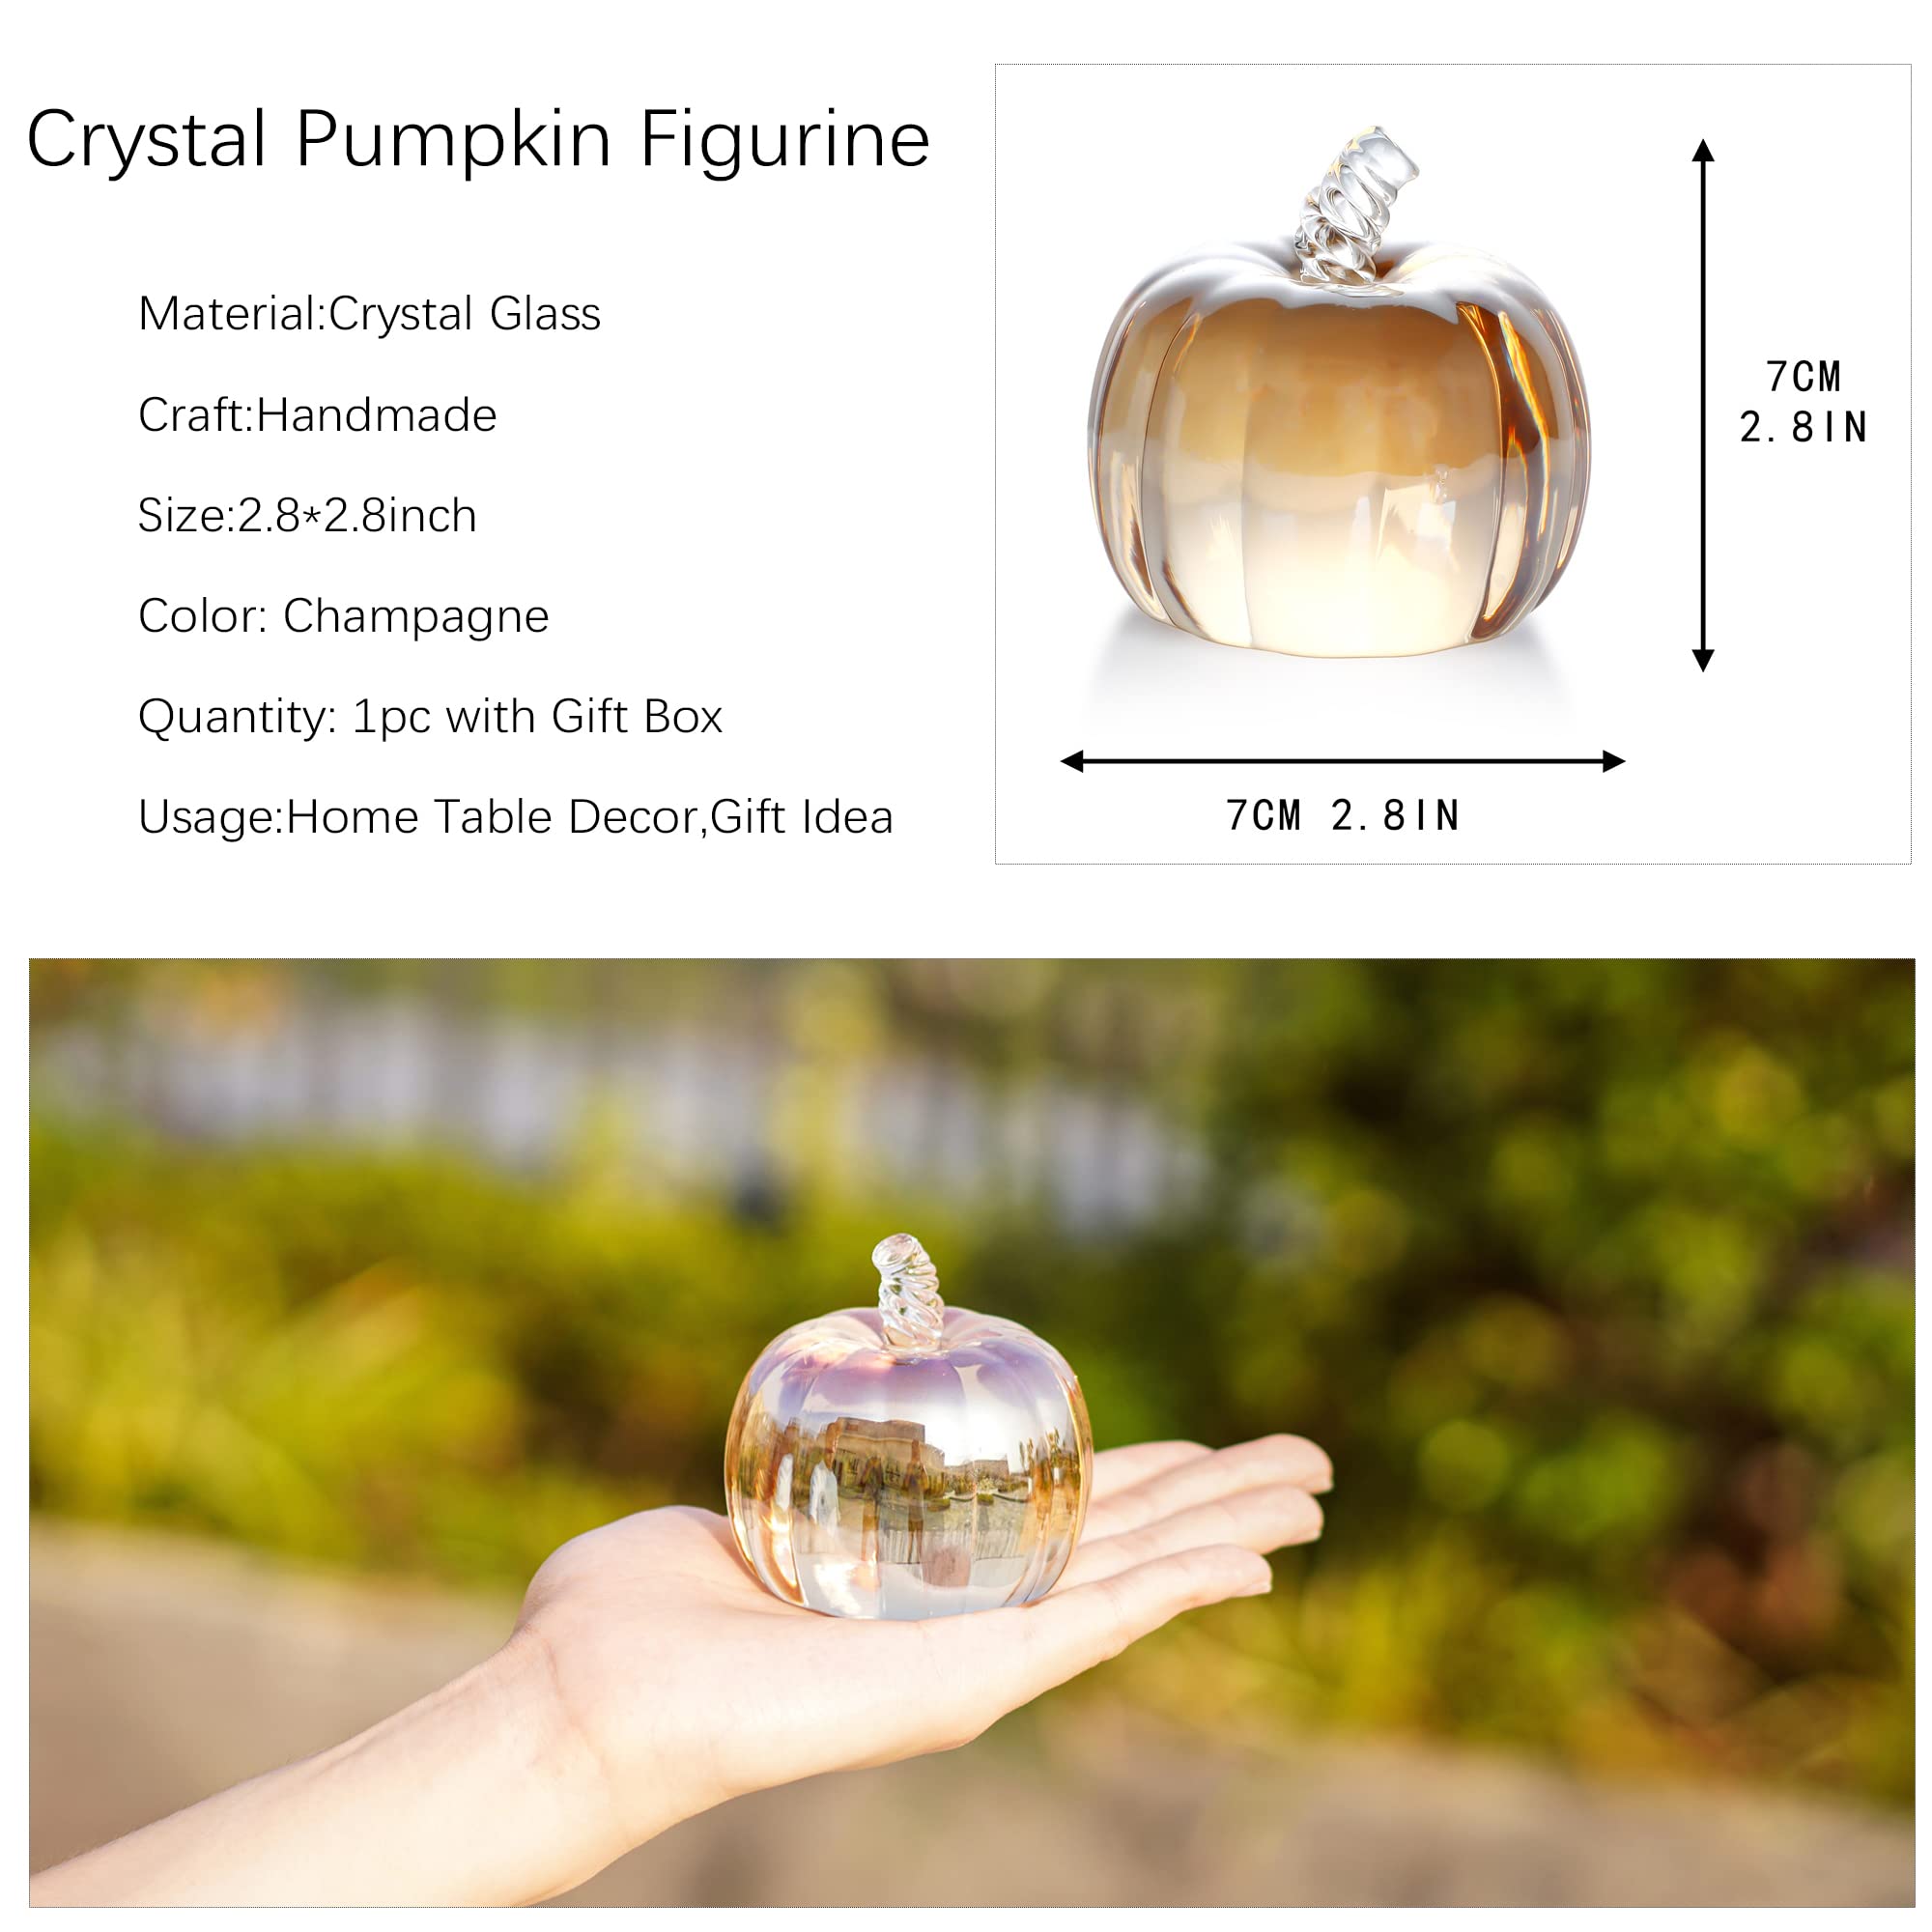 Crystal Pumpkin Figurine
Material:Crystal Glass
Craft:Handmade
Size:2.8*2.8inch
Color: Champagne
Quantity: 1pc with Gift Box
Usage:Home Table Decor,Gift Idea
7CM
2.8IN
7CM 2.8IN